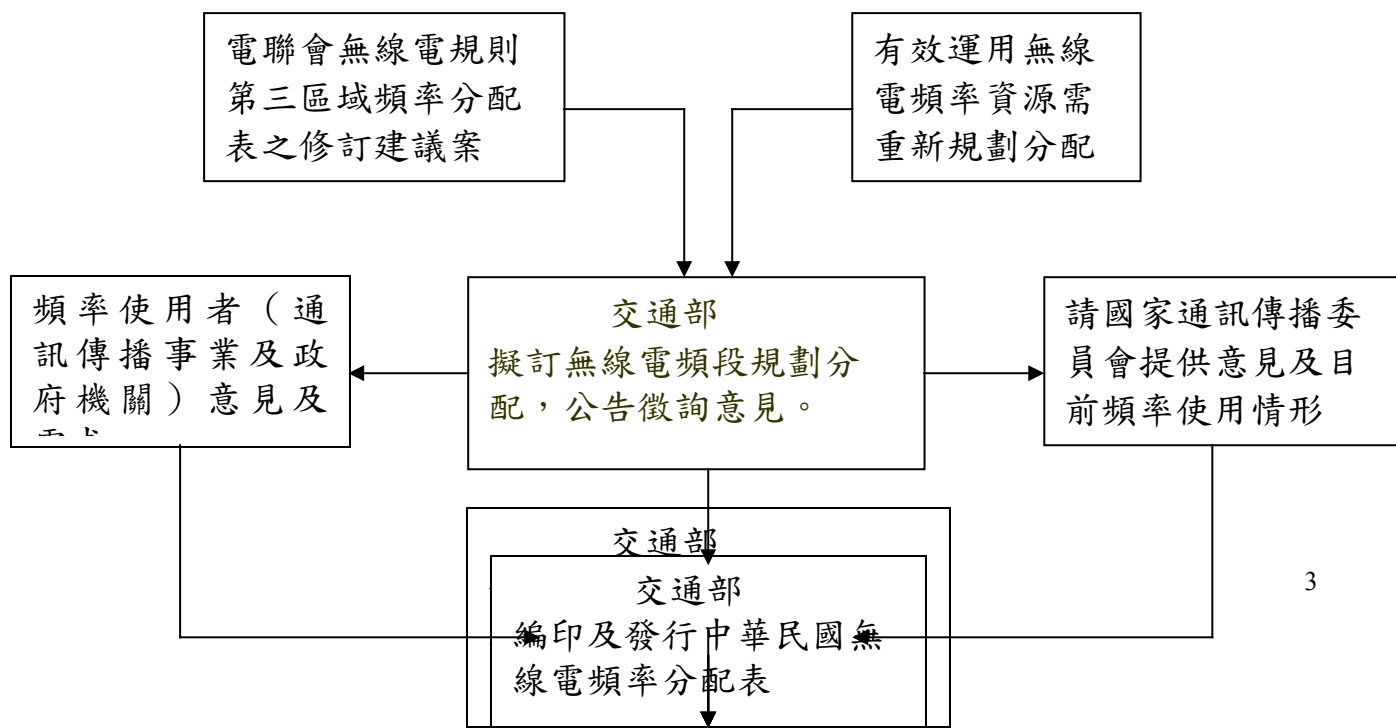 電聯會無線電規則
第三區域頻率分配
表之修訂建議案
有效運用無線
電頻率資源需
重新規劃分配
頻率使用者（通
訊傳播事業及政
府機關）意見及
交通部
擬訂無線電頻段規劃分
配，公告徵詢意見。
請國家通訊傳播委
員會提供意見及目
前頻率使用情形
交通部
交通部
編印及發行中華民國無
線電頻率分配表
3